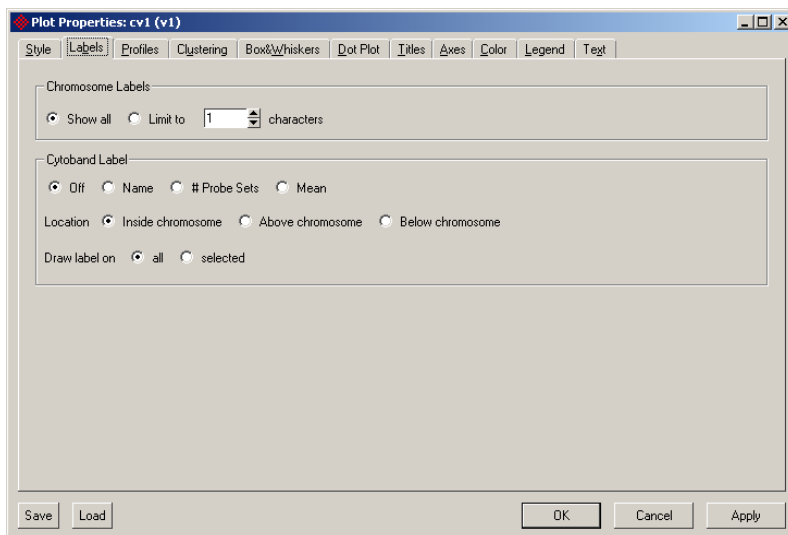 Plot Properties: cv1 (v1)
Style Labels Profiles Clustering Box&Whiskers Dot Plot Titles Axes Color Legend Text
Chromosome Labels
Show all Limit to 1 characters
Cytoband Label
Off Name # Probe Sets Mean
Location Inside chromosome Above chromosome Below chromosome
Draw label on all selected
Save Load OK Cancel Apply